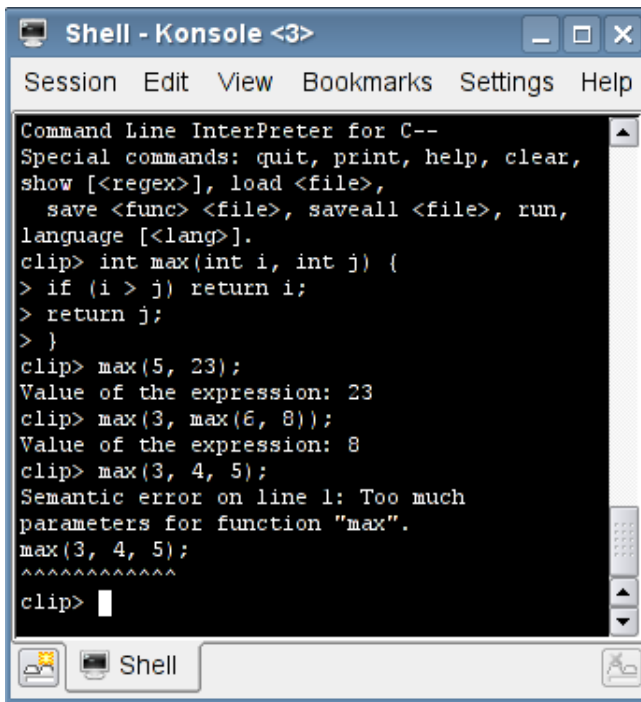 Shell - Konsole <3>
Session Edit View Bookmarks Settings Help
Command Line InterPreter for C--
Special commands: quit, print, help, clear,
show [<regex>], load <file>,
  save <func> <file>, saveall <file>, run,
language [<lang>].
clip> int max(int i, int j) {
> if (i > j) return i;
> return j;
> }
clip> max(5, 23);
Value of the expression: 23
clip> max(3, max(6, 8));
Value of the expression: 8
clip> max(3, 4, 5);
Semantic error on line 1: Too much
parameters for function "max".
max(3, 4, 5);
^^^^^^^^^^^^
clip>
Shell